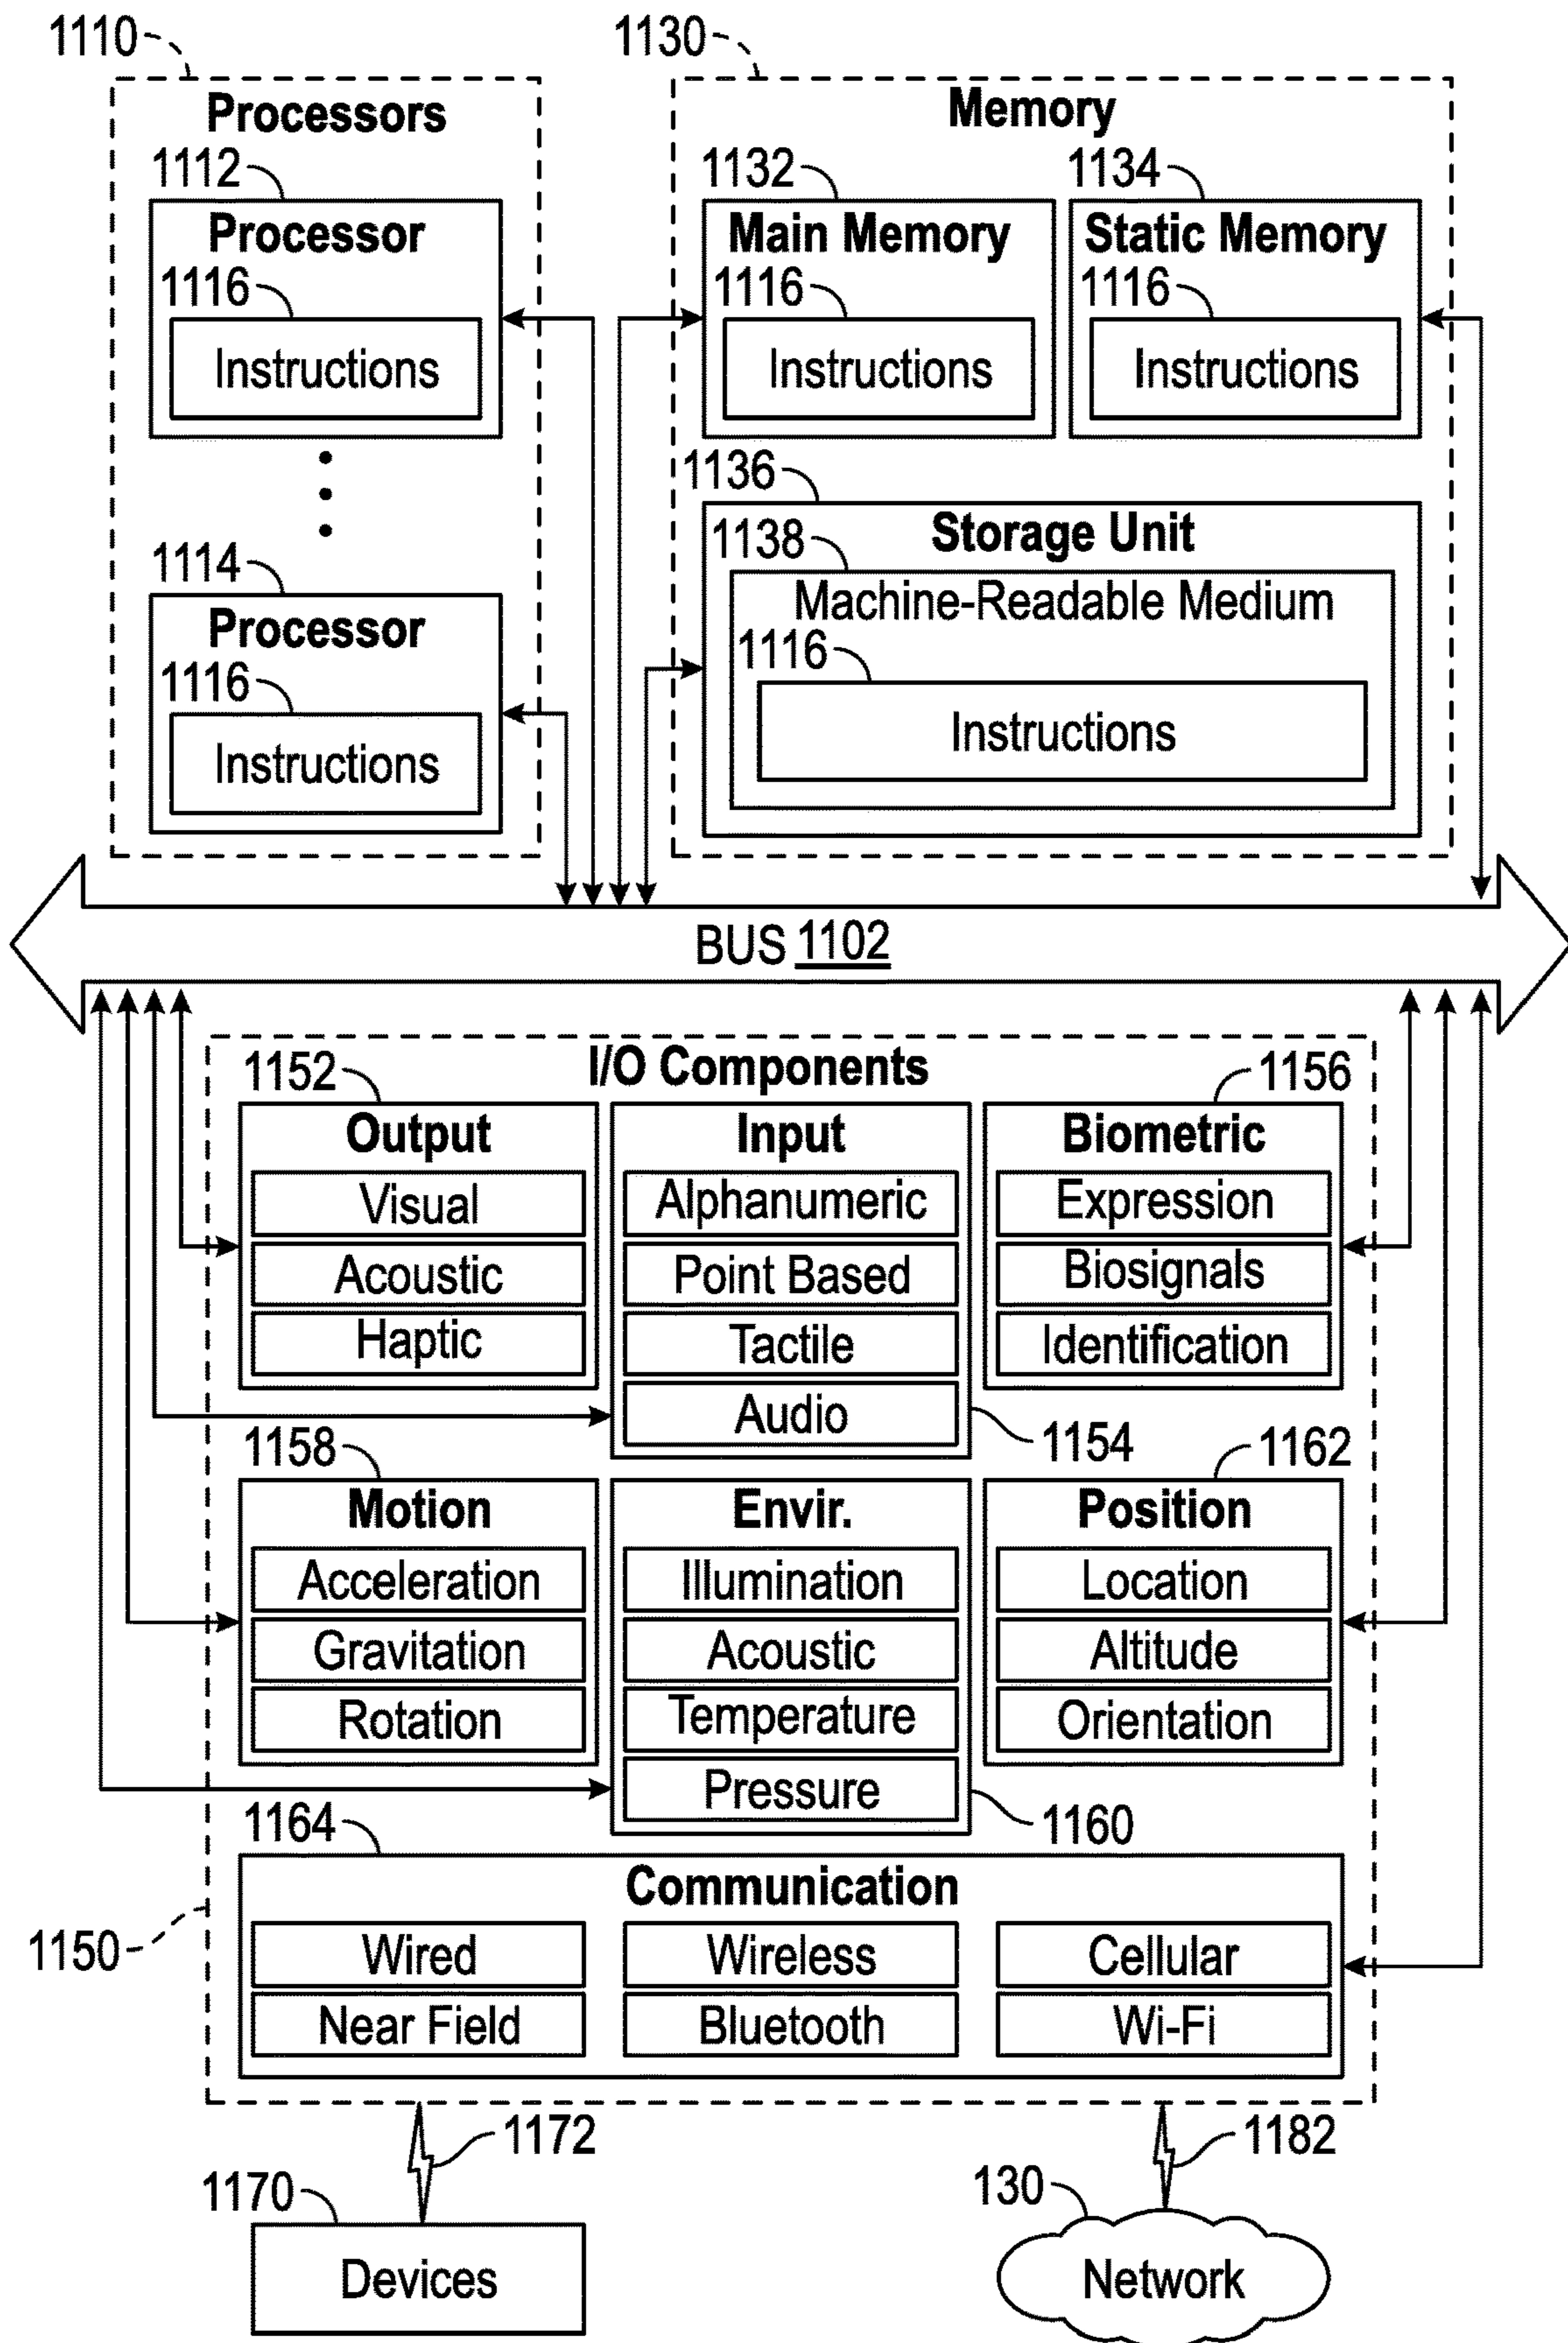 1110
1130
Processors
Memory
1112
1132
1134
Processor
Main Memory
Static Memory
1116
1116
1116
Instructions
Instructions
Instructions
1136
Storage Unit
1138
1114
Machine-Readable Medium
Processor
1116
1116
Instructions
Instructions
BUS 1102
I/O Components
1152
1156
Output
Input
Biometric
Visual
Alphanumeric
Expression
Acoustic
Point Based
Biosignals
Haptic
Tactile
Identification
Audio
1154
1158
1162
Motion
Envir.
Position
Acceleration
Illumination
Location
Gravitation
Acoustic
Altitude
Rotation
Temperature
Orientation
Pressure
1160
1164
Communication
1150
Wired
Wireless
Cellular
Near Field
Bluetooth
Wi-Fi
1172
1182
1170
130
Devices
Network